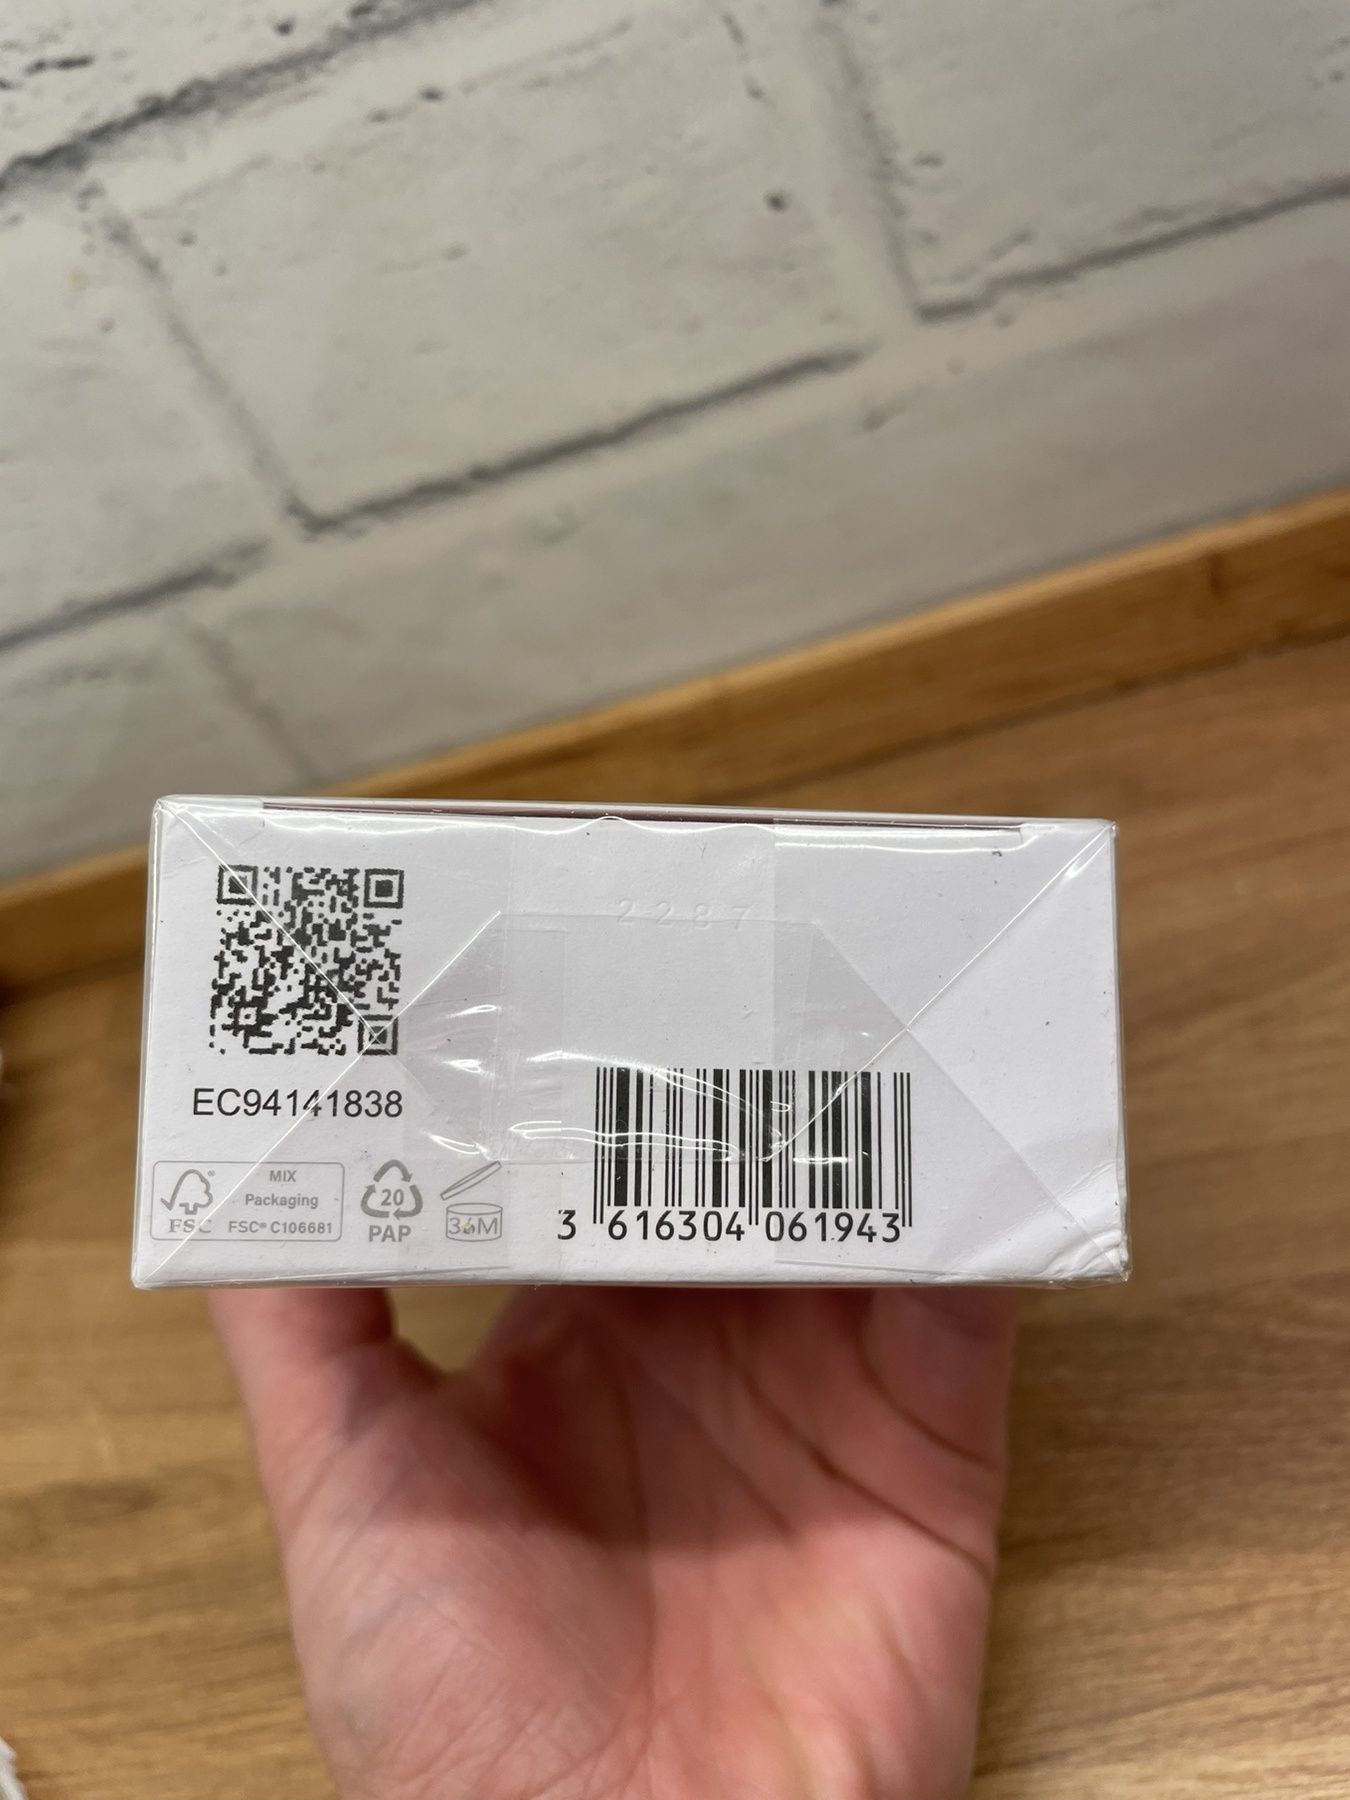 2287
EC94141838
FSC®
MIX
Packaging
FSC® C106681
20
PAP
36M
3 616304 061943